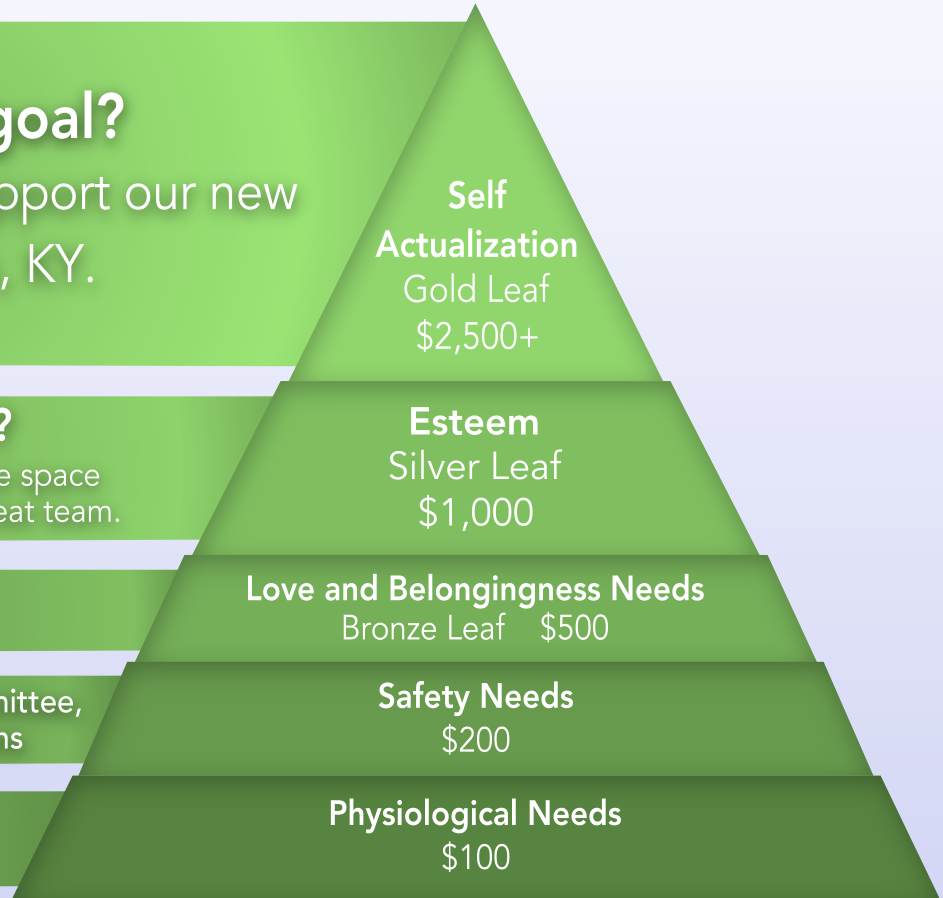 goal?
pport our new
, KY.
Self
Actualization
Gold Leaf
$2,500+
?
e space
eat team.
Esteem
Silver Leaf
$1,000
Love and Belongingness Needs
Bronze Leaf $500
mittee,
ns
Safety Needs
$200
Physiological Needs
$100